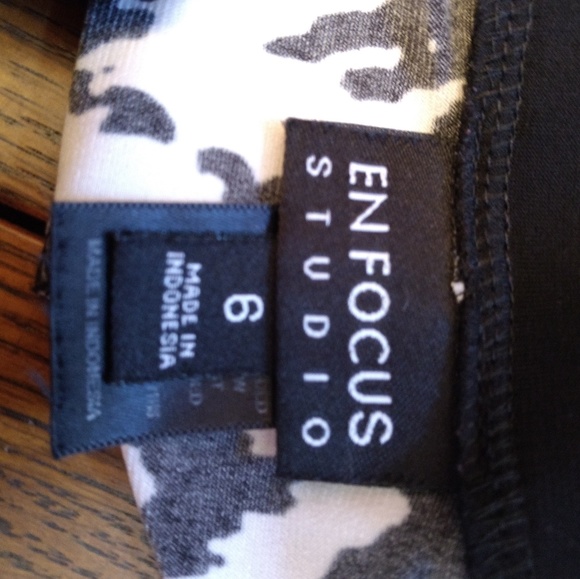 EN FOCUS
STUDIO
6
MADE IN
INDONESIA
MADE IN INDONESIA